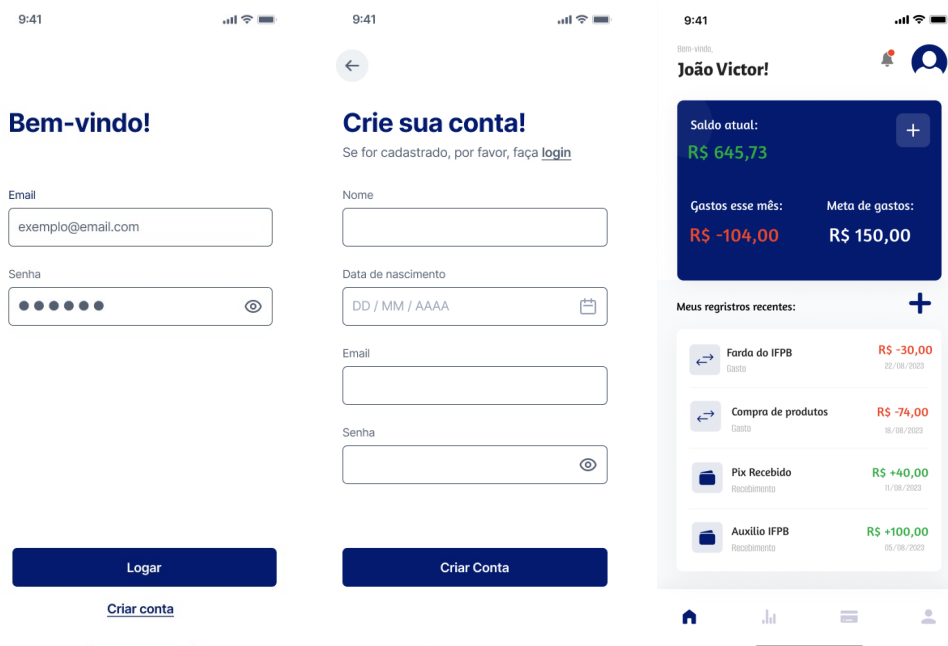 9:41
Bem-vindo!
Email
exemplo@email.com
Senha
Logar
Criar conta
9:41
Crie sua conta!
Se for cadastrado, por favor, faça login
Nome
Data de nascimento
DD / MM / AAAA
Email
Senha
Criar Conta
9:41
Bem-vindo,
João Victor!
Saldo atual:
R$ 645,73
Gastos esse mês:
Meta de gastos:
R$ -104,00
R$ 150,00
Meus regristros recentes:
Farda do IFPB
R$ -30,00
Gasto
22/08/2023
Compra de produtos
R$ -74,00
Gasto
18/08/2023
Pix Recebido
R$ +40,00
Recebimento
11/08/2023
Auxilio IFPB
R$ +100,00
Recebimento
05/08/2023